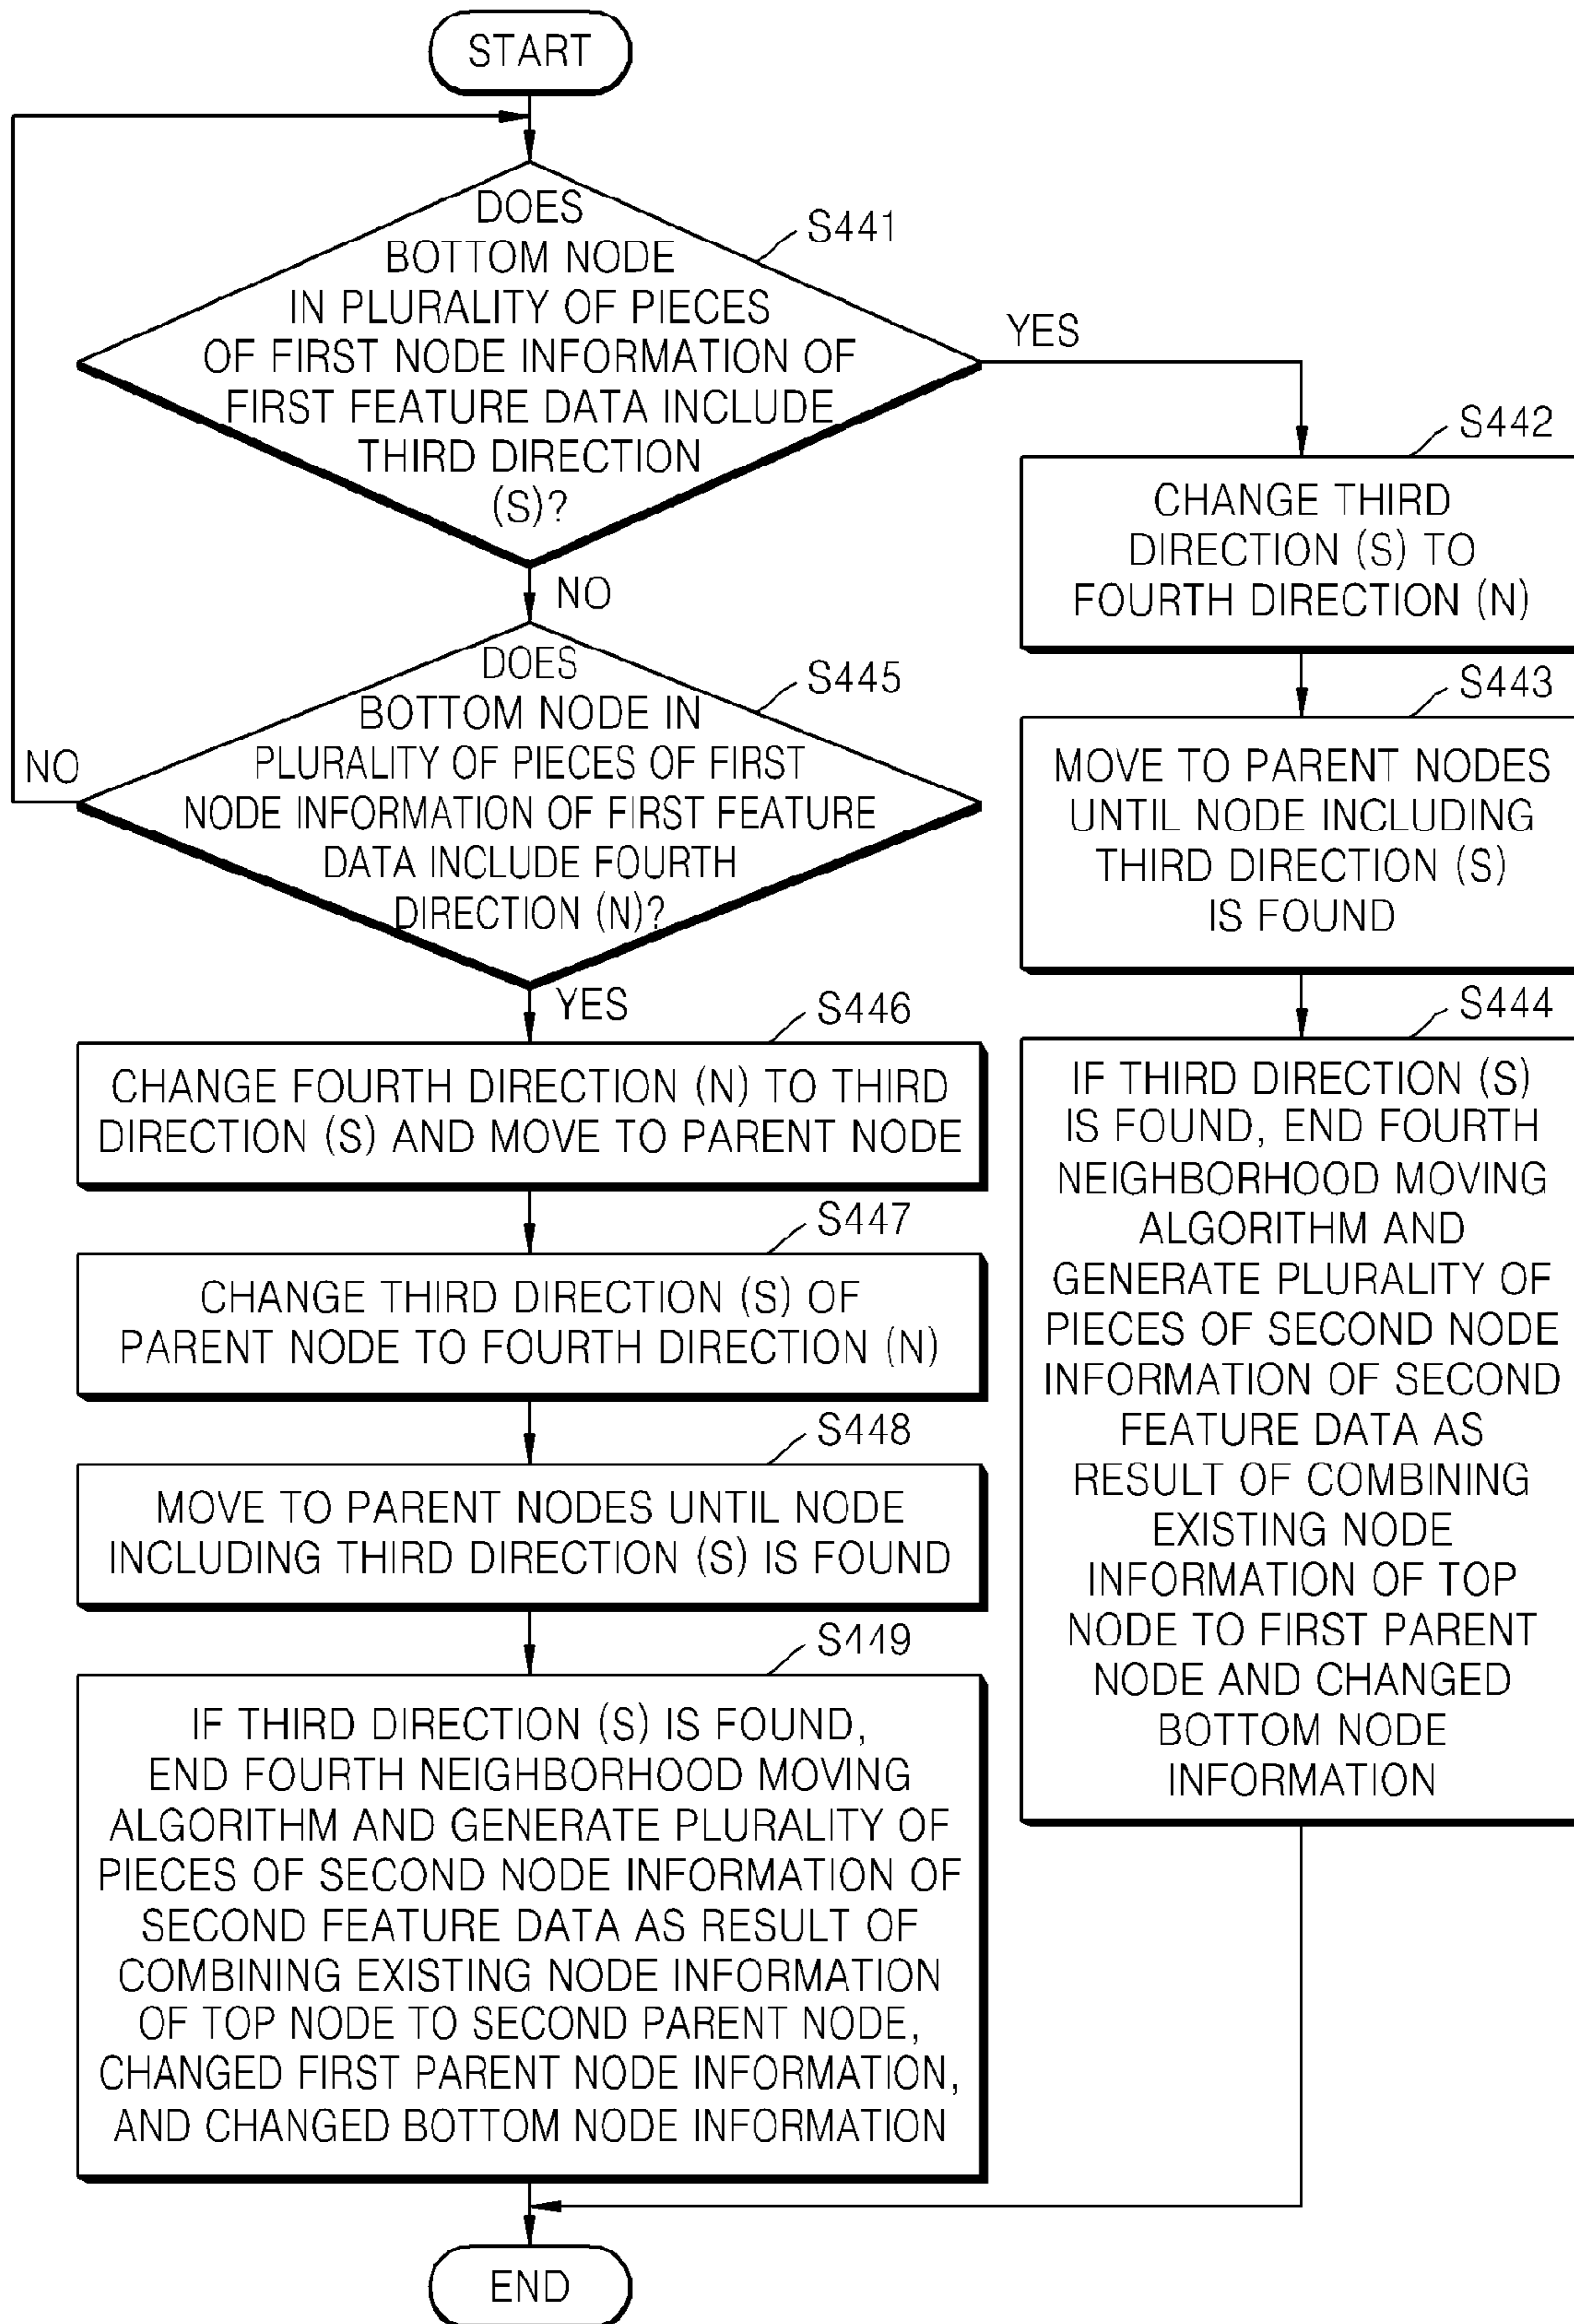 START
DOES
BOTTOM NODE
IN PLURALITY OF PIECES
OF FIRST NODE INFORMATION OF
FIRST FEATURE DATA INCLUDE
THIRD DIRECTION
(S)?
S441
YES
NO
S442
CHANGE THIRD
DIRECTION (S) TO
FOURTH DIRECTION (N)
S443
MOVE TO PARENT NODES
UNTIL NODE INCLUDING
THIRD DIRECTION (S)
IS FOUND
S444
IF THIRD DIRECTION (S)
IS FOUND, END FOURTH
NEIGHBORHOOD MOVING
ALGORITHM AND
GENERATE PLURALITY OF
PIECES OF SECOND NODE
INFORMATION OF SECOND
FEATURE DATA AS
RESULT OF COMBINING
EXISTING NODE
INFORMATION OF TOP
NODE TO FIRST PARENT
NODE AND CHANGED
BOTTOM NODE
INFORMATION
DOES
BOTTOM NODE IN
PLURALITY OF PIECES OF FIRST
NODE INFORMATION OF FIRST FEATURE
DATA INCLUDE FOURTH
DIRECTION (N)?
S445
NO
YES
S446
CHANGE FOURTH DIRECTION (N) TO THIRD
DIRECTION (S) AND MOVE TO PARENT NODE
S447
CHANGE THIRD DIRECTION (S) OF
PARENT NODE TO FOURTH DIRECTION (N)
S448
MOVE TO PARENT NODES UNTIL NODE
INCLUDING THIRD DIRECTION (S) IS FOUND
S449
IF THIRD DIRECTION (S) IS FOUND,
END FOURTH NEIGHBORHOOD MOVING
ALGORITHM AND GENERATE PLURALITY OF
PIECES OF SECOND NODE INFORMATION OF
SECOND FEATURE DATA AS RESULT OF
COMBINING EXISTING NODE INFORMATION
OF TOP NODE TO SECOND PARENT NODE,
CHANGED FIRST PARENT NODE INFORMATION,
AND CHANGED BOTTOM NODE INFORMATION
END